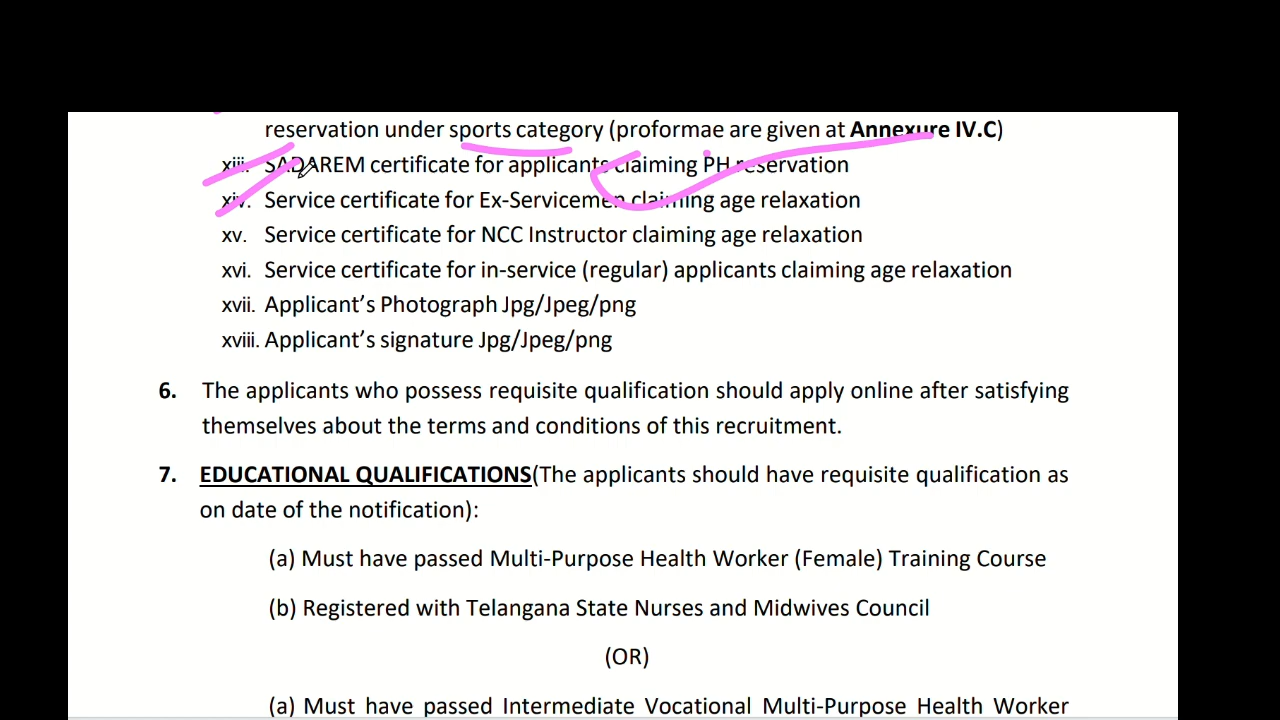 reservation under sports category (proformae are given at Annexure IV.C)
xiii. SADAREM certificate for applicants claiming PH reservation
xiv. Service certificate for Ex-Servicemen claiming age relaxation
xv. Service certificate for NCC Instructor claiming age relaxation
xvi. Service certificate for in-service (regular) applicants claiming age relaxation
xvii. Applicant’s Photograph Jpg/Jpeg/png
xviii. Applicant’s signature Jpg/Jpeg/png
6. The applicants who possess requisite qualification should apply online after satisfying
themselves about the terms and conditions of this recruitment.
7. EDUCATIONAL QUALIFICATIONS(The applicants should have requisite qualification as
on date of the notification):
(a) Must have passed Multi-Purpose Health Worker (Female) Training Course
(b) Registered with Telangana State Nurses and Midwives Council
(OR)
(a) Must have passed Intermediate Vocational Multi-Purpose Health Worker